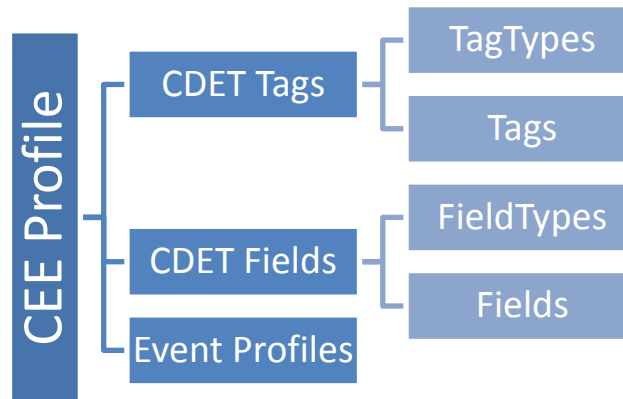 CEE Profile
CDET Tags
TagTypes
Tags
CDET Fields
FieldTypes
Fields
Event Profiles